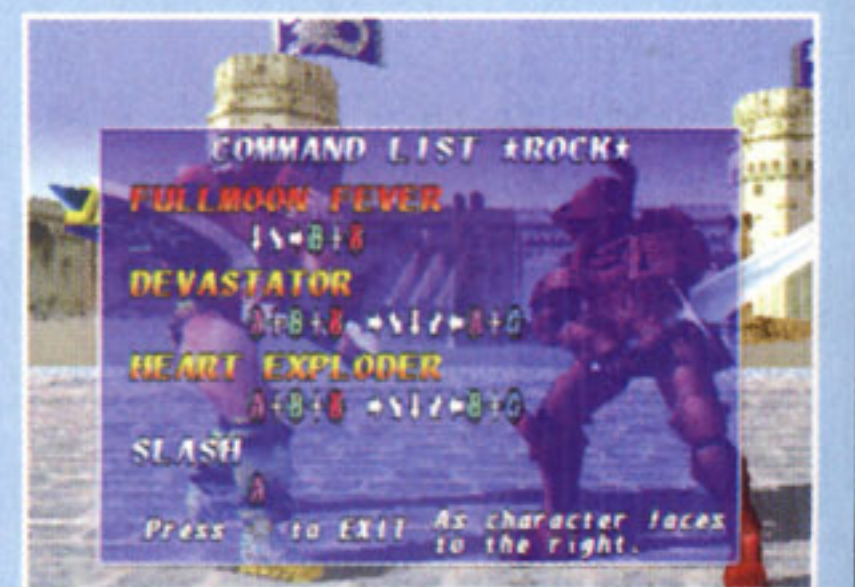 COMMAND LIST ★ROCK★
FULLMOON FEVER
↓↘➡B+K
DEVASTATOR
A+B+K ➡↘↓↙➡A+G
HEART EXPLODER
A+B+K ➡↘↓↙➡B+G
SLASH
A
Press to EXit As character faces
to the right.